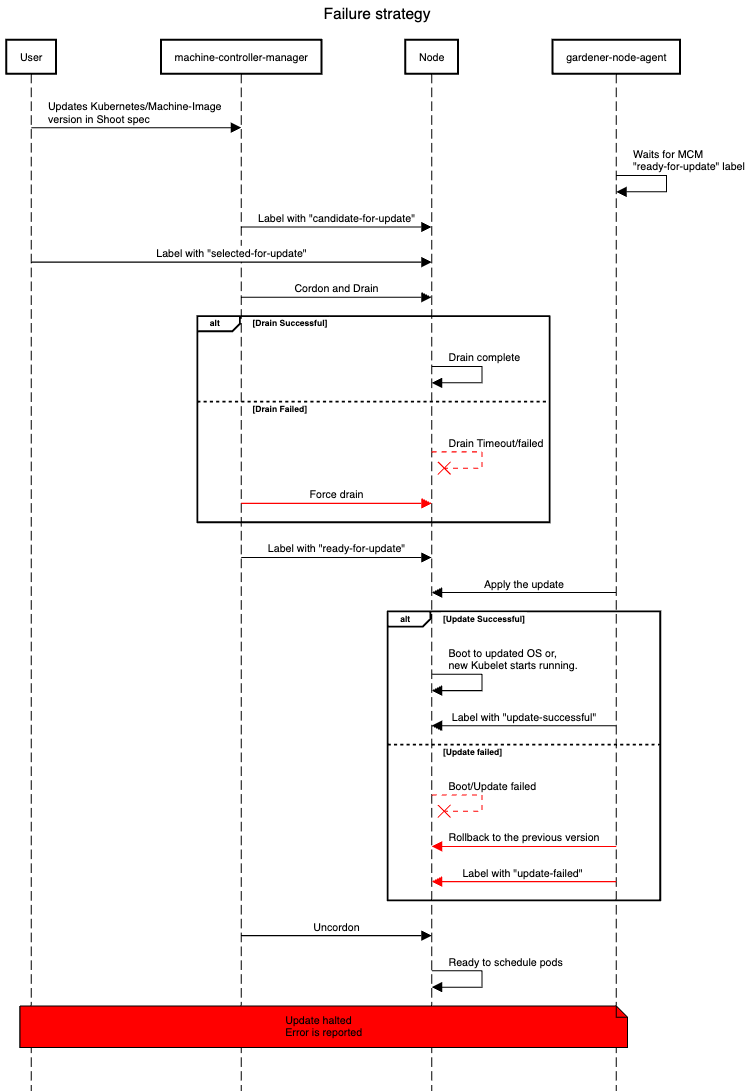 Failure strategy
User
machine-controller-manager
Node
gardener-node-agent
Updates Kubernetes/Machine-Image
version in Shoot spec
Waits for MCM
"ready-for-update" label
Label with "candidate-for-update"
Label with "selected-for-update"
Cordon and Drain
alt
[Drain Successful]
Drain complete
[Drain Failed]
Drain Timeout/failed
Force drain
Label with "ready-for-update"
Apply the update
alt
[Update Successful]
Boot to updated OS or,
new Kubelet starts running.
Label with "update-successful"
[Update failed]
Boot/Update failed
Rollback to the previous version
Label with "update-failed"
Uncordon
Ready to schedule pods
Update halted
Error is reported